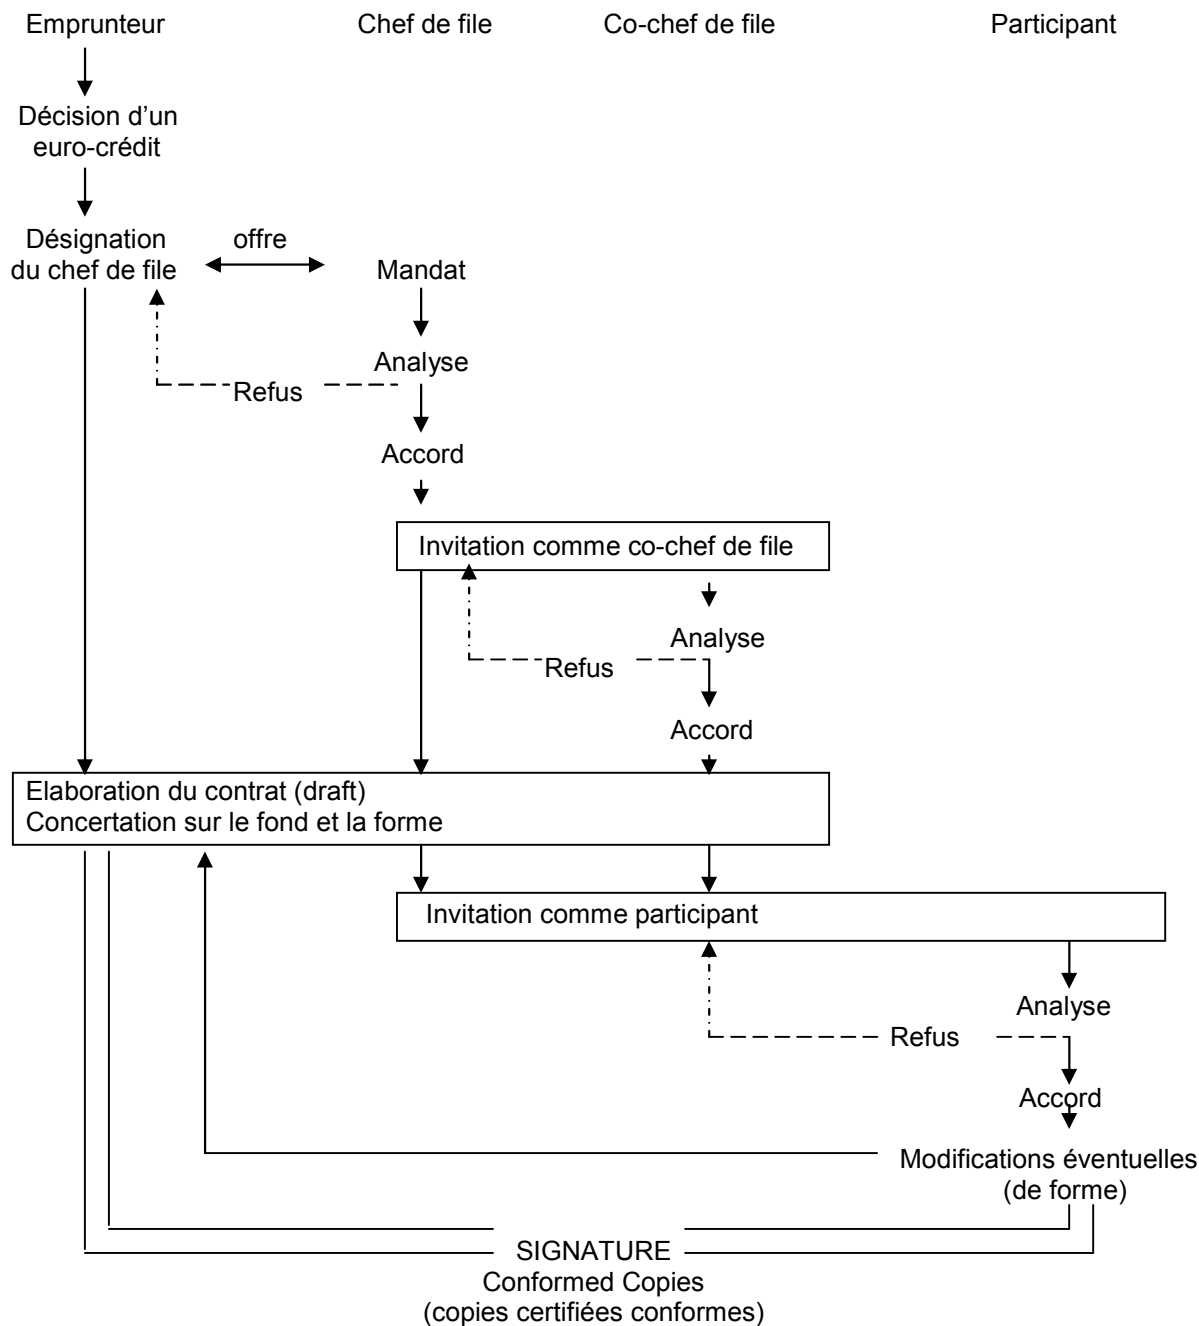 Emprunteur Chef de file Co-chef de file Participant
Décision d'un
euro-crédit
Désignation
du chef de file
offre
Mandat
Analyse
Refus
Accord
Invitation comme co-chef de file
Analyse
Refus
Accord
Elaboration du contrat (draft)
Concertation sur le fond et la forme
Invitation comme participant
Analyse
Refus
Accord
Modifications éventuelles
(de forme)
SIGNATURE
Conformed Copies
(copies certifiées conformes)